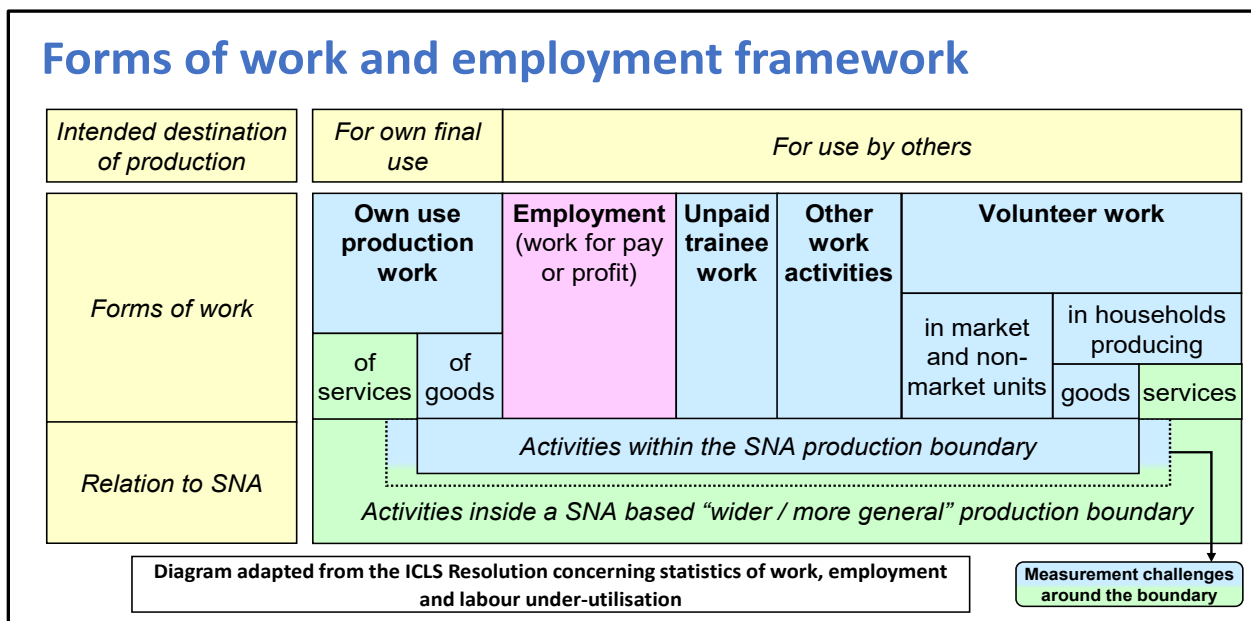 Forms of work and employment framework
Intended destination
of production
For own final
use
For use by others
Forms of work
Own use
production
work
Employment
(work for pay
or profit)
Unpaid
trainee
work
Other
work
activities
Volunteer work
of
services
of
goods
in market
and non-
market units
in households
producing
goods
services
Relation to SNA
Activities within the SNA production boundary
Activities inside a SNA based “wider / more general” production boundary
Diagram adapted from the ICLS Resolution concerning statistics of work, employment
and labour under-utilisation
Measurement challenges
around the boundary